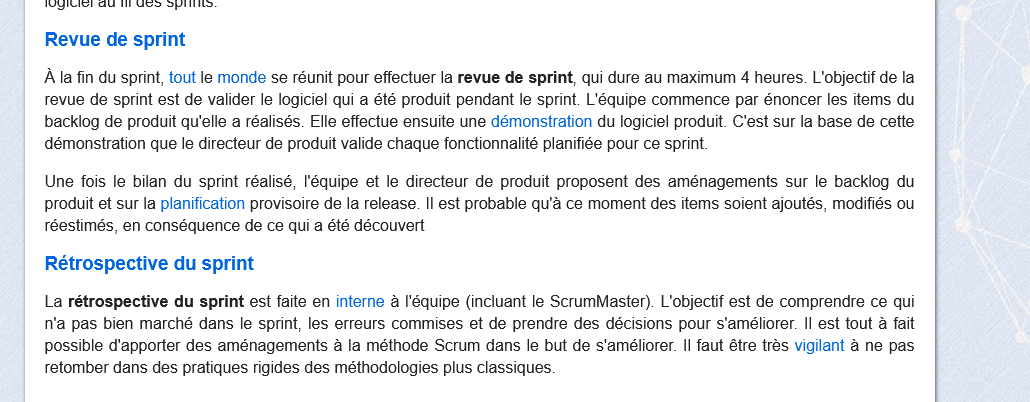 logiciel au fil des sprints.
Revue de sprint
À la fin du sprint, tout le monde se réunit pour effectuer la revue de sprint, qui dure au maximum 4 heures. L'objectif de la
revue de sprint est de valider le logiciel qui a été produit pendant le sprint. L'équipe commence par énoncer les items du
backlog de produit qu'elle a réalisés. Elle effectue ensuite une démonstration du logiciel produit. C'est sur la base de cette
démonstration que le directeur de produit valide chaque fonctionnalité planifiée pour ce sprint.
Une fois le bilan du sprint réalisé, l'équipe et le directeur de produit proposent des aménagements sur le backlog du
produit et sur la planification provisoire de la release. Il est probable qu'à ce moment des items soient ajoutés, modifiés ou
réestimés, en conséquence de ce qui a été découvert
Rétrospective du sprint
La rétrospective du sprint est faite en interne à l'équipe (incluant le ScrumMaster). L'objectif est de comprendre ce qui
n'a pas bien marché dans le sprint, les erreurs commises et de prendre des décisions pour s'améliorer. Il est tout à fait
possible d'apporter des aménagements à la méthode Scrum dans le but de s'améliorer. Il faut être très vigilant à ne pas
retomber dans des pratiques rigides des méthodologies plus classiques.